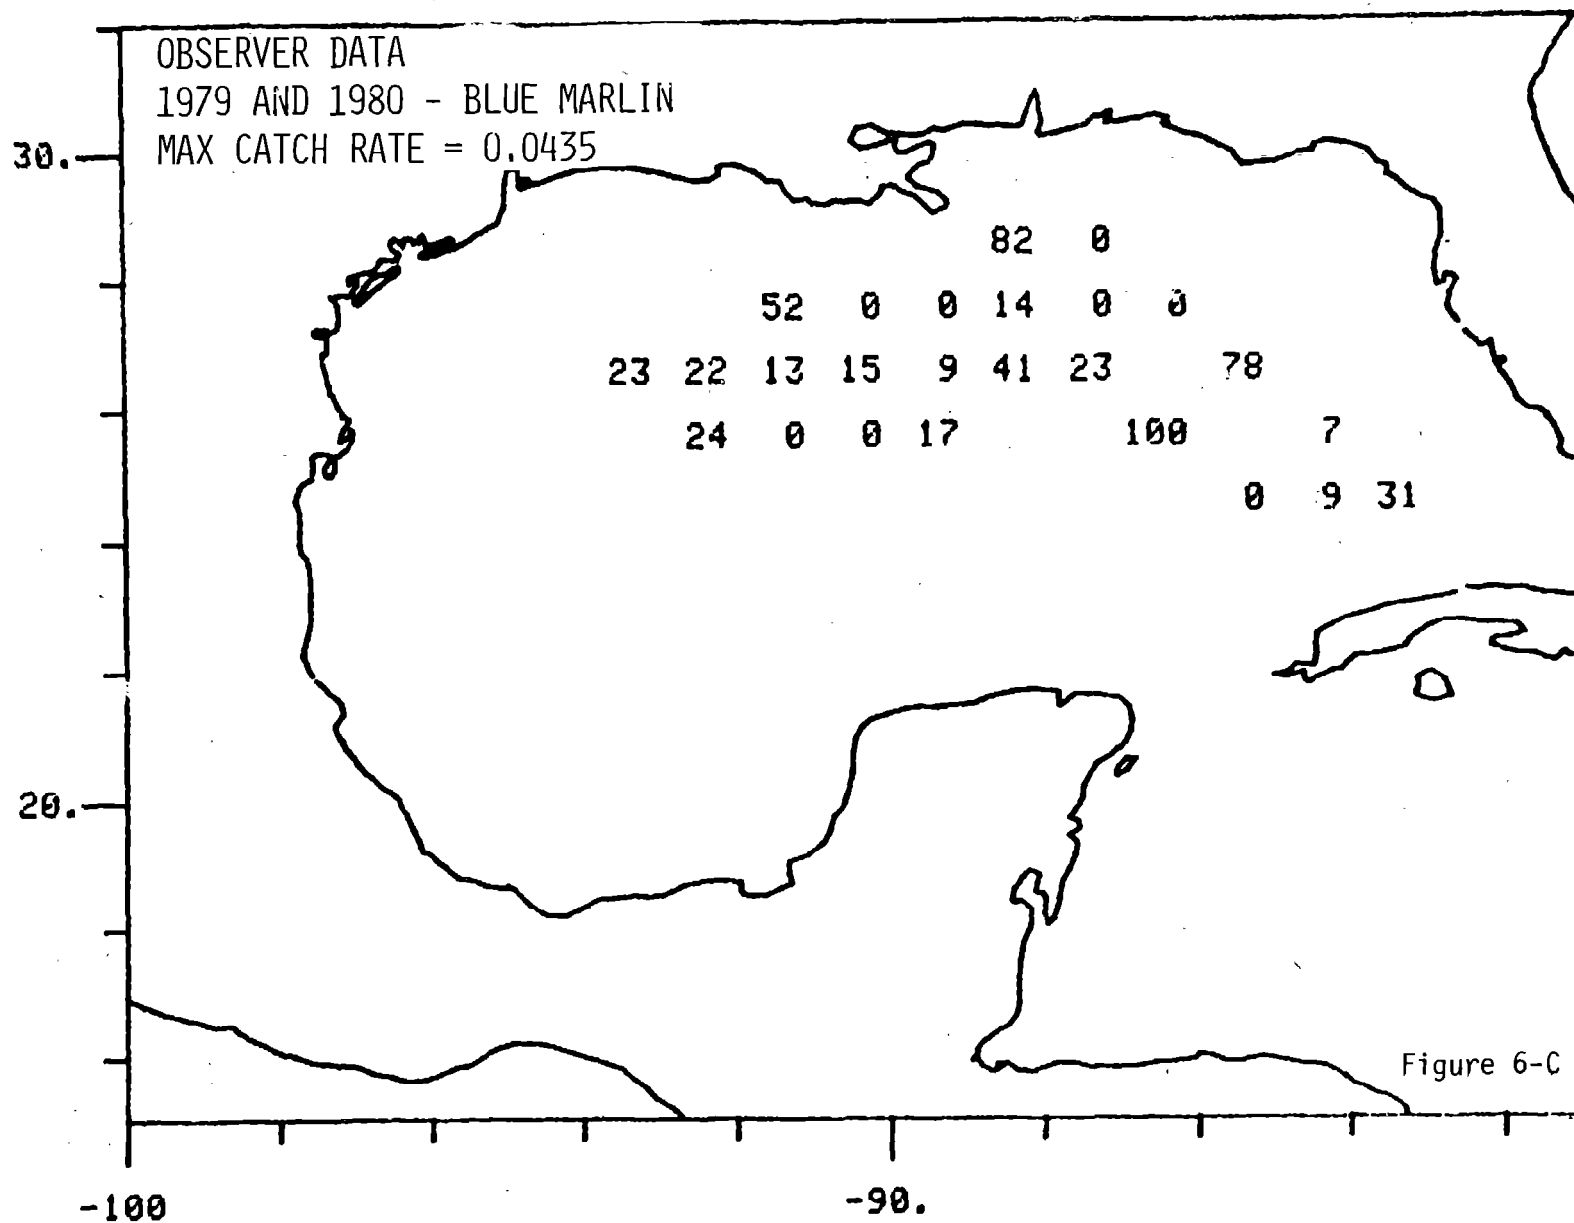 OBSERVER DATA
1979 AND 1980 - BLUE MARLIN
MAX CATCH RATE = 0.0435
30.
82 0
52 0 0 14 0 0
23 22 13 15 9 41 23 78
24 0 0 17 100 7
0 9 31
20.
Figure 6-C
-100 -90.